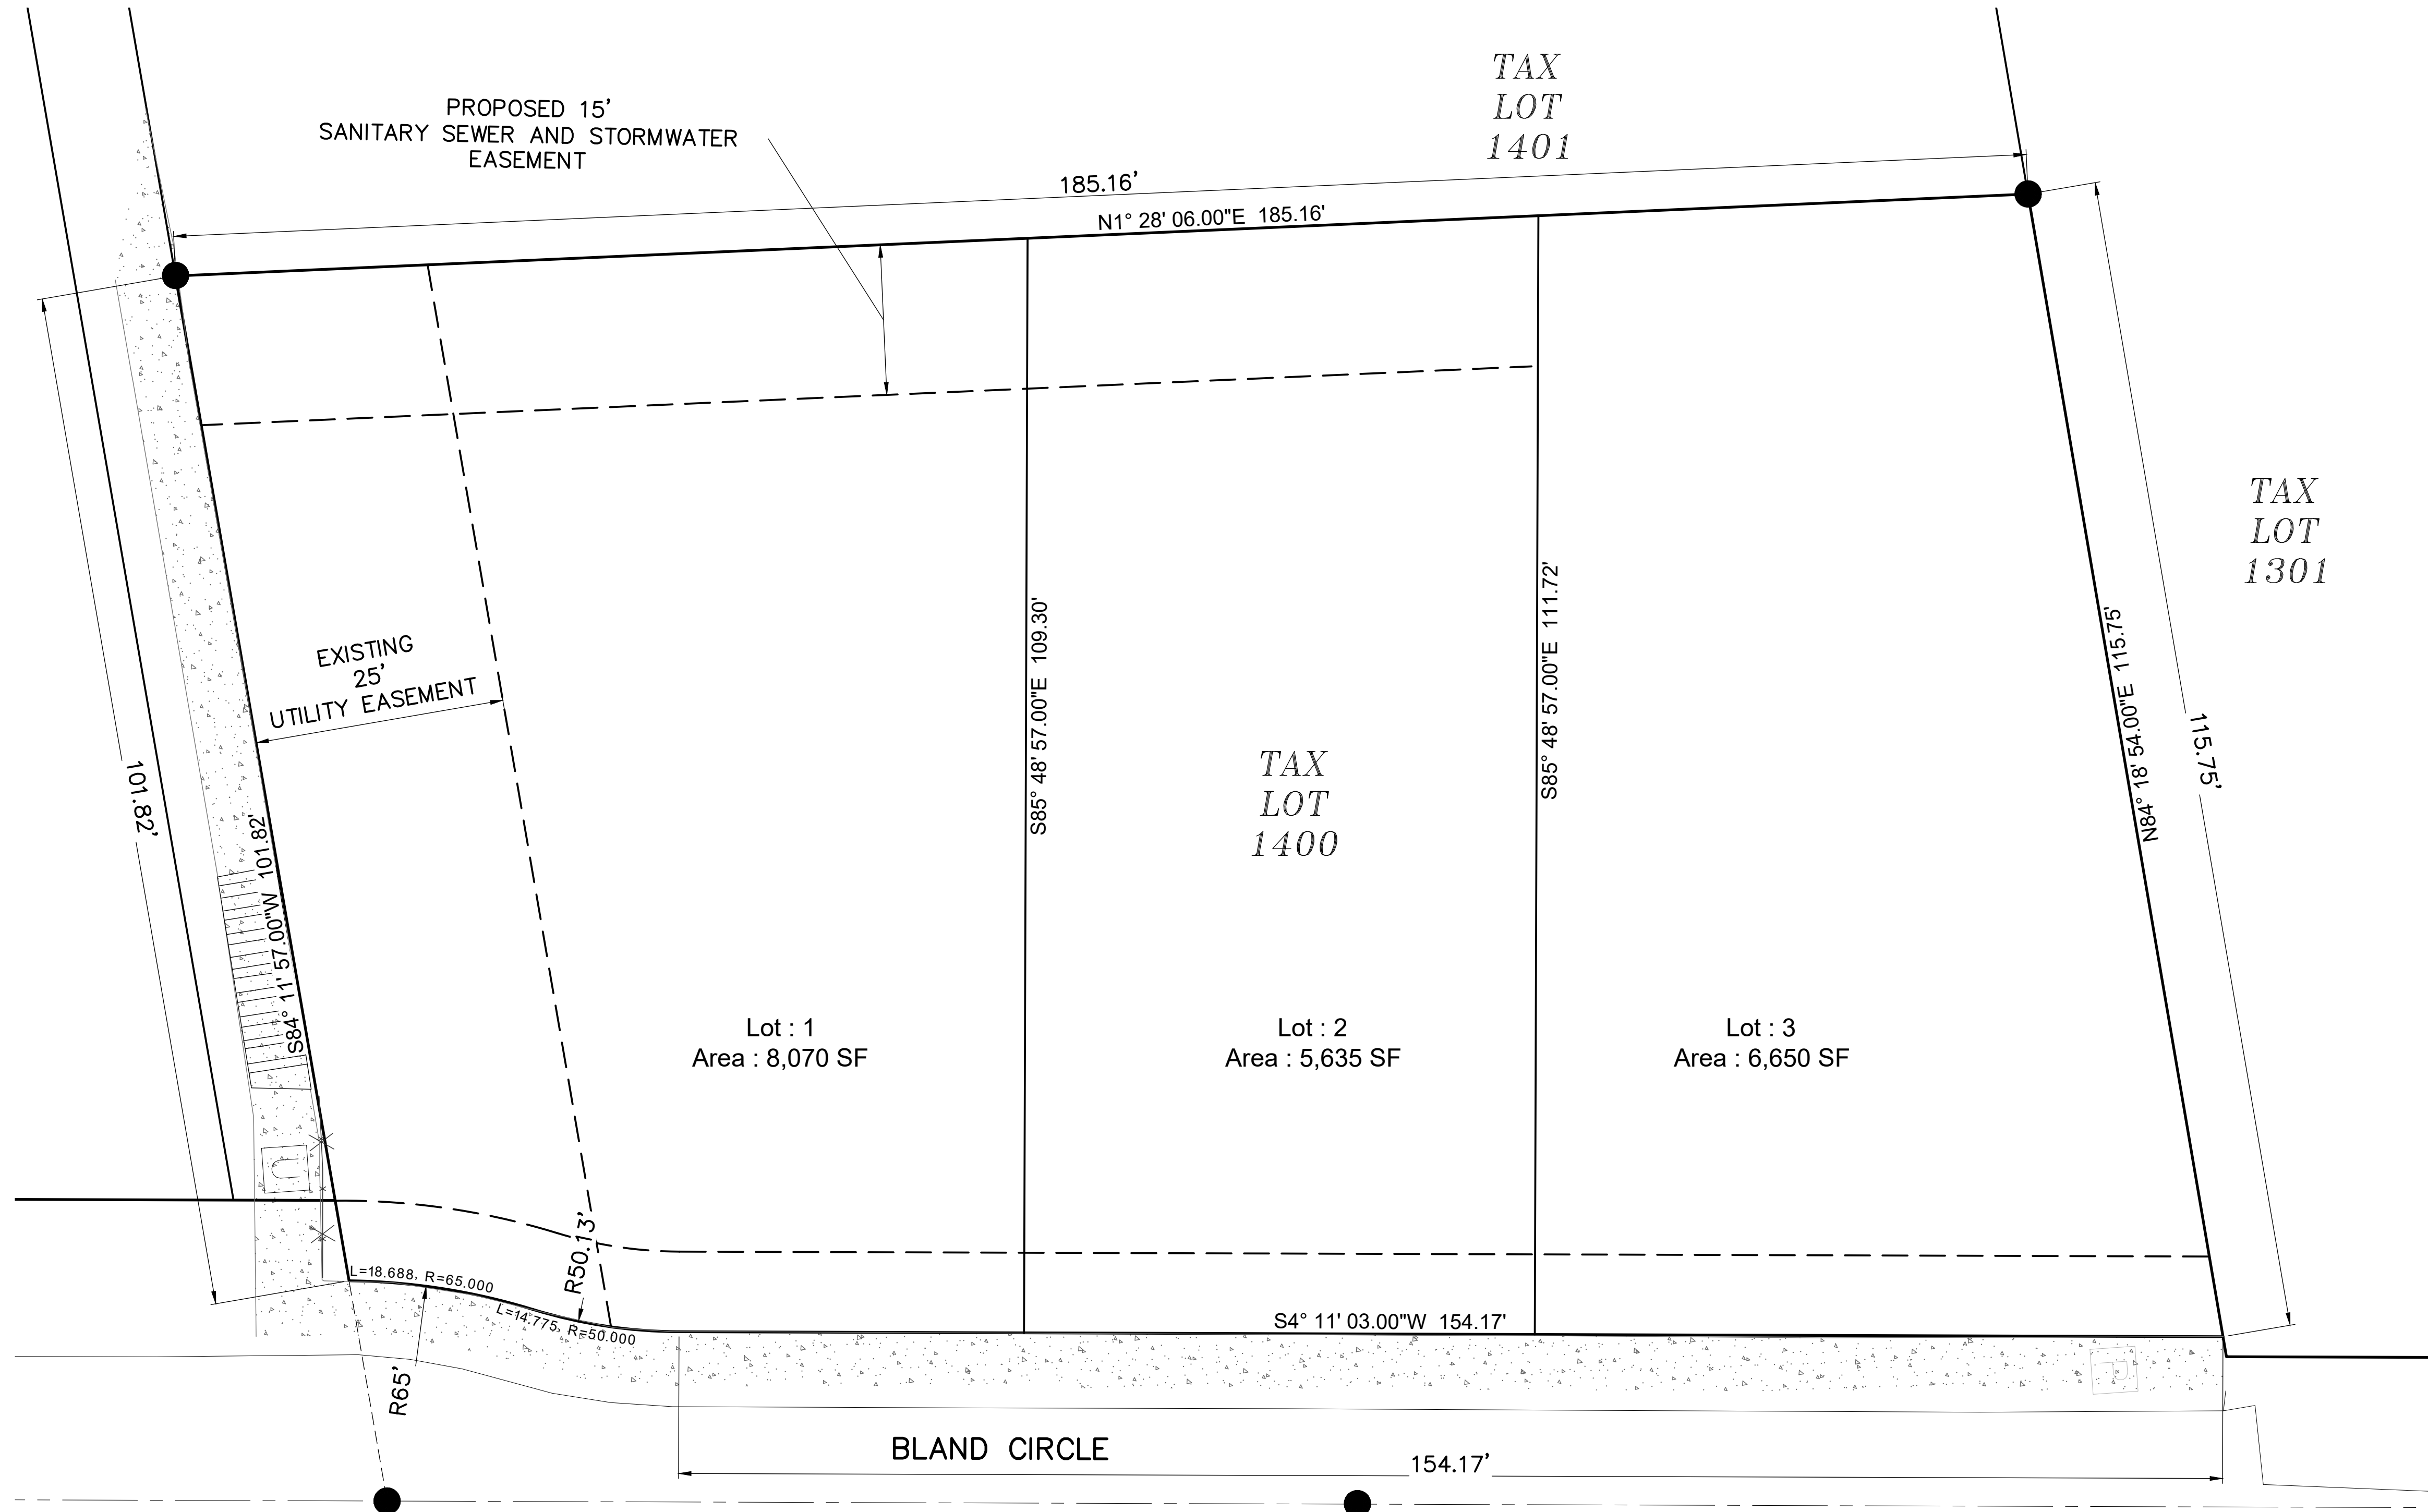 TAX
LOT
1401
PROPOSED 15'
SANITARY SEWER AND STORMWATER
EASEMENT
185.16'
N1° 28' 06.00"E 185.16'
TAX
LOT
1301
EXISTING
25'
UTILITY EASEMENT
S85° 48' 57.00"E 109.30'
S85° 48' 57.00"E 111.72'
N84° 18' 54.00"E 115.75'
115.75'
TAX
LOT
1400
101.82'
S84° 11' 57.00"W 101.82'
Lot : 1
Area : 8,070 SF
Lot : 2
Area : 5,635 SF
Lot : 3
Area : 6,650 SF
R50.13'
L=18.688, R=65.000
L=14.775, R=50.000
S4° 11' 03.00"W 154.17'
R65'
BLAND CIRCLE
154.17'